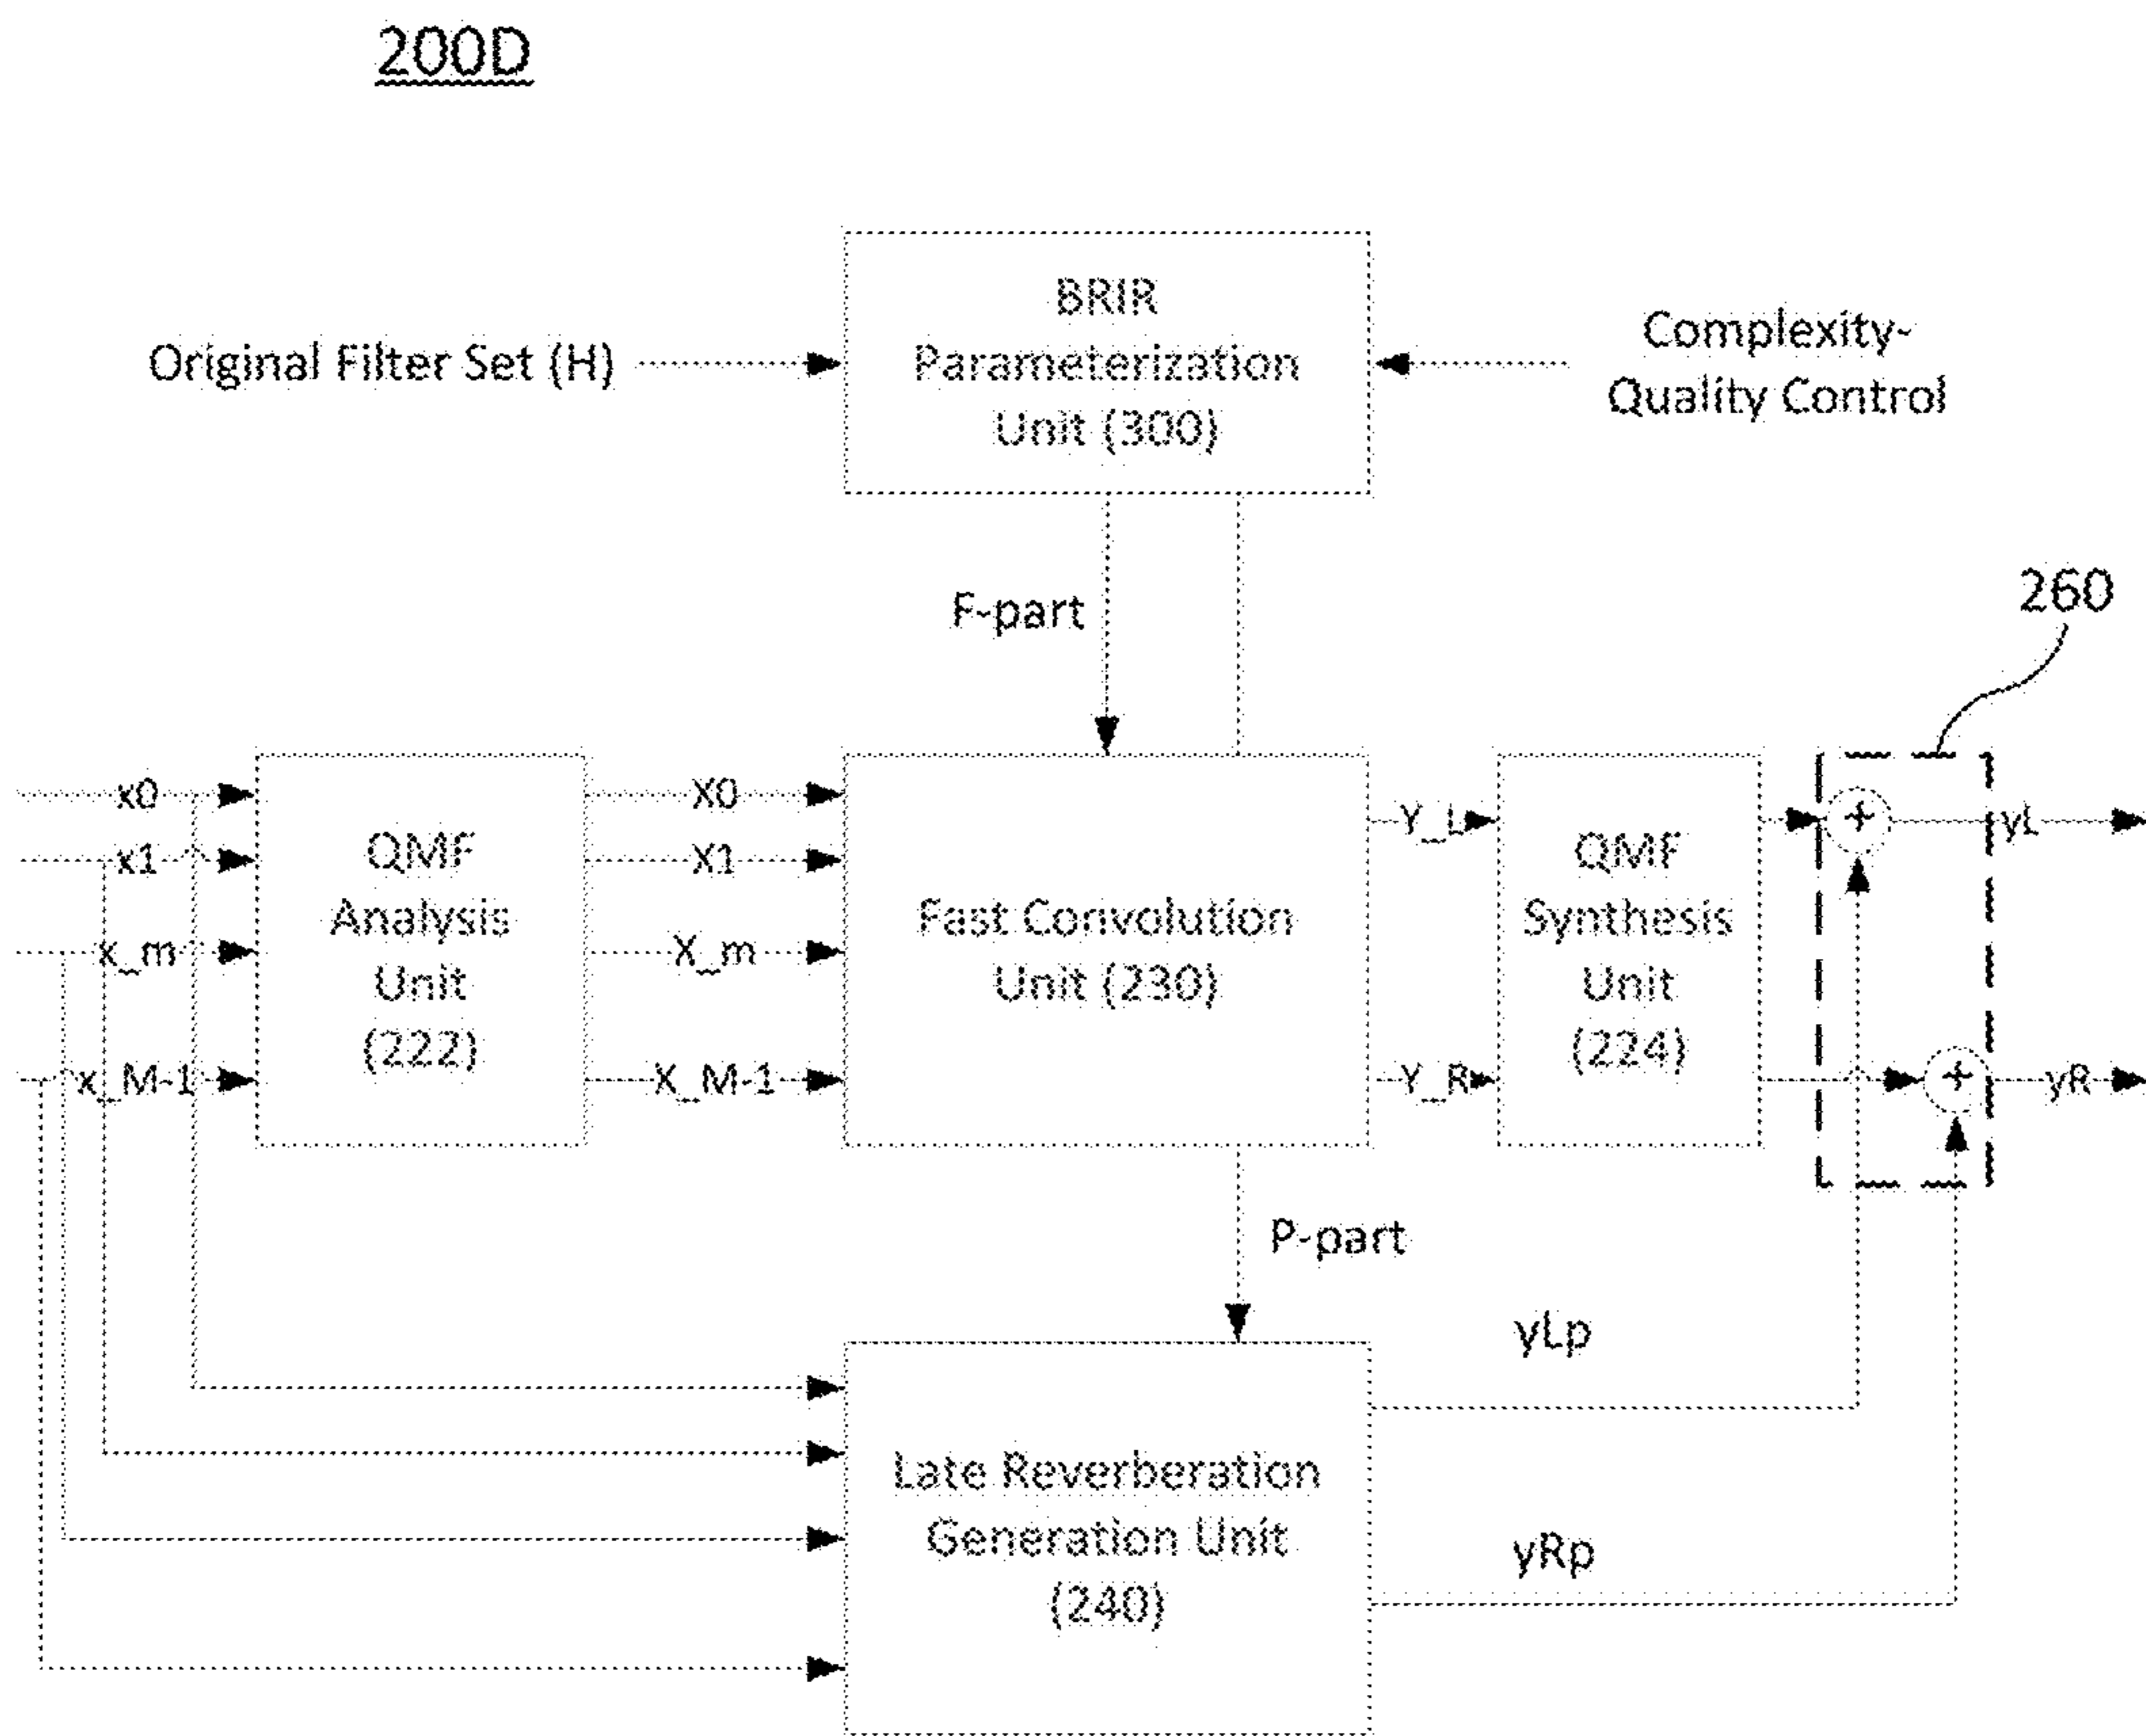 200D
BRIR
Parameterization
Unit (300)
Original Filter Set (H)
Complexity-
Quality Control
F-part
260
x0
x1
x_m
x_M-1
QMF
Analysis
Unit
(222)
X0
X1
X_m
X_M-1
Fast Convolution
Unit (230)
Y_L
Y_R
QMF
Synthesis
Unit
(224)
+
+
yL
yR
P-part
yLp
Late Reverberation
Generation Unit
(240)
yRp